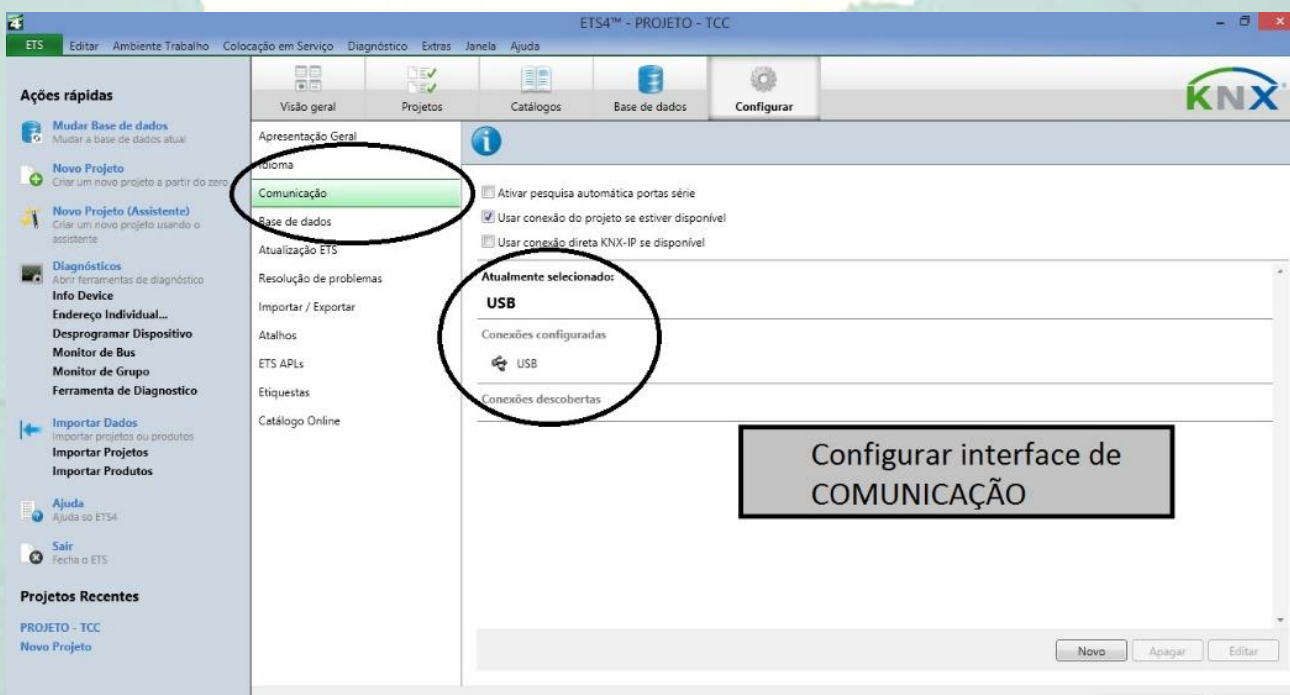 ETS4™ - PROJETO - TCC
ETS Editar Ambiente Trabalho Colocação em Serviço Diagnóstico Extras Janela Ajuda
Ações rápidas
Mudar Base de dados
Mudar a base de dados atual
Novo Projeto
Criar um novo projeto a partir do zero
Novo Projeto (Assistente)
Criar um novo projeto usando o
assistente
Diagnósticos
Abrir ferramentas de diagnóstico
Info Device
Endereço Individual...
Desprogramar Dispositivo
Monitor de Bus
Monitor de Grupo
Ferramenta de Diagnostico
Importar Dados
Importar projetos ou produtos
Importar Projetos
Importar Produtos
Ajuda
Ajuda so ETS4
Sair
Fecha o ETS
Projetos Recentes
PROJETO - TCC
Novo Projeto
Visão geral Projetos Catálogos Base de dados Configurar
KNX
Apresentação Geral
Idioma
Comunicação
Base de dados
Atualização ETS
Resolução de problemas
Importar / Exportar
Atalhos
ETS APLs
Etiquestas
Catálogo Online
Ativar pesquisa automática portas série
Usar conexão do projeto se estiver disponível
Usar conexão direta KNX-IP se disponível
Atualmente selecionado:
USB
Conexões configuradas
USB
Conexões descobertas
Configurar interface de
COMUNICAÇÃO
Novo Apagar Editar